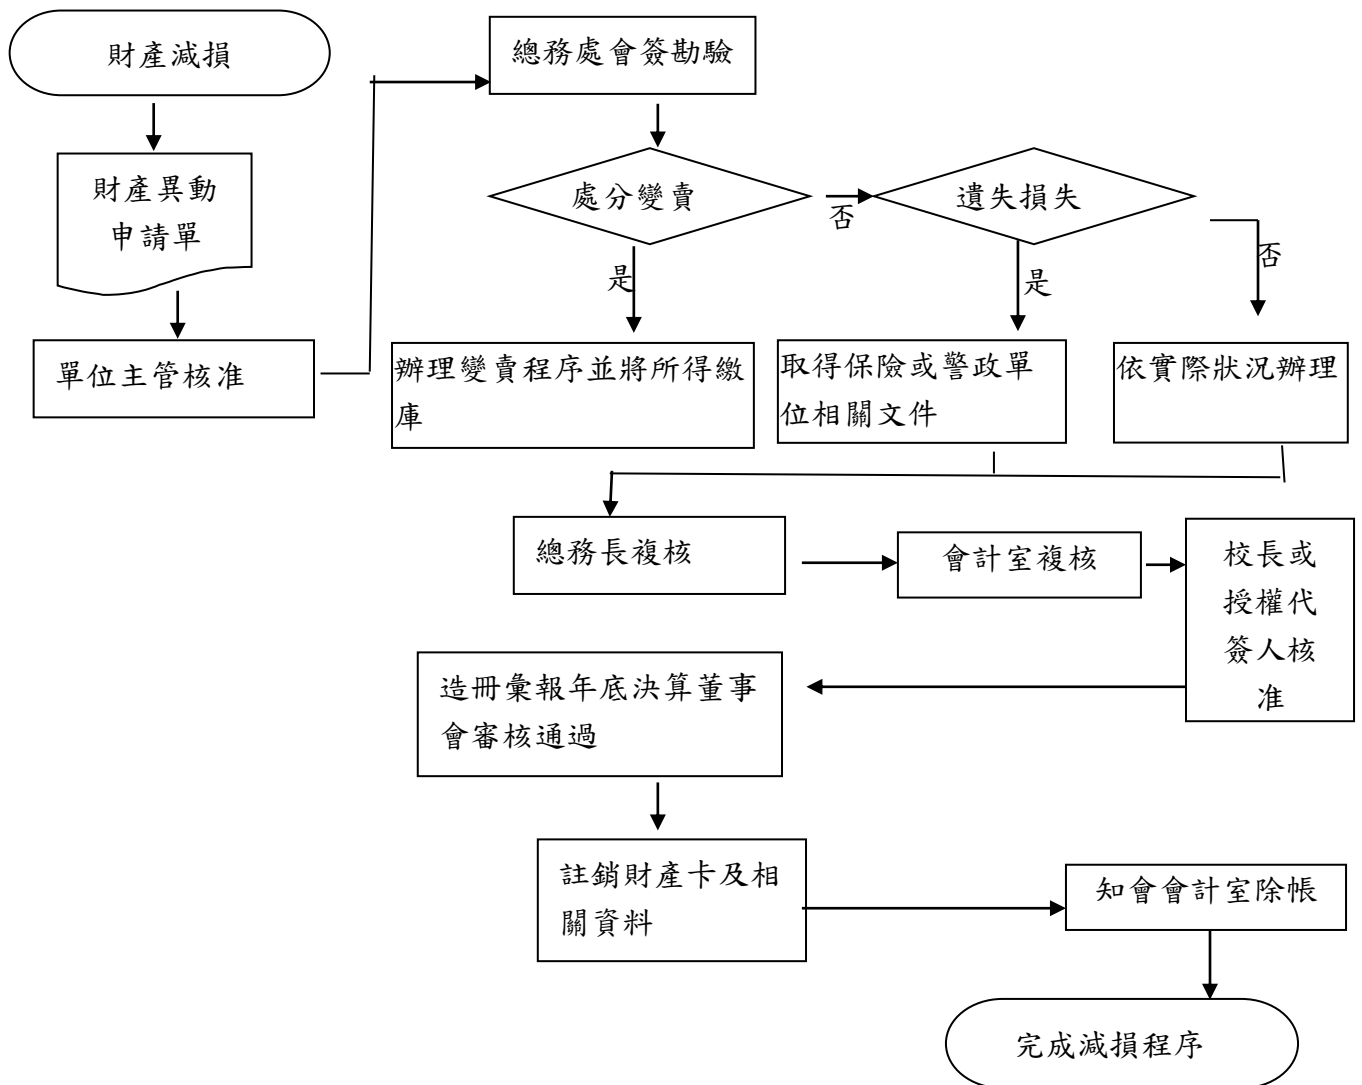 財產減損
財產異動
申請單
單位主管核准
總務處會簽勘驗
處分變賣
否
遺失損失
是
是
否
辦理變賣程序並將所得繳
庫
取得保險或警政單
位相關文件
依實際狀況辦理
總務長複核
會計室複核
校長或
授權代
簽人核
准
造冊彙報年底決算董事
會審核通過
註銷財產卡及相
關資料
知會會計室除帳
完成減損程序